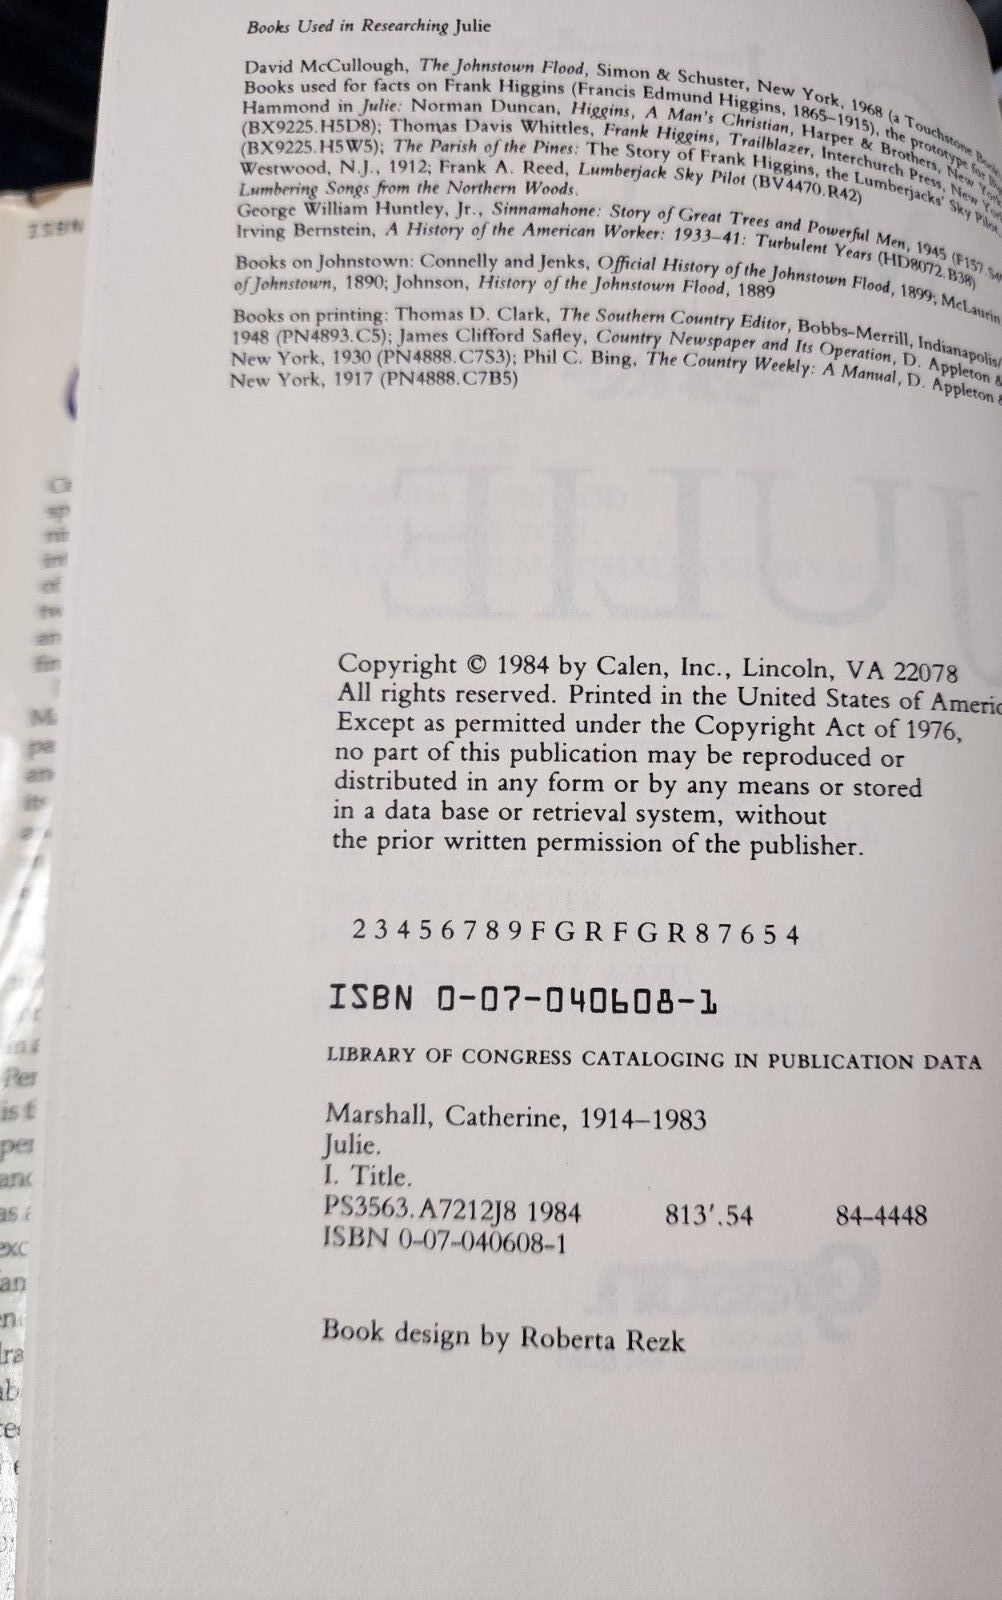 Books Used in Researching Julie
David McCullough, The Johnstown Flood, Simon & Schuster, New York, 1968 (a Touchstone Book)
Books used for facts on Frank Higgins (Francis Edmund Higgins, 1865–1915), the prototype for
Hammond in Julie: Norman Duncan, Higgins, A Man's Christian, Harper & Brothers, New York
(BX9225.H5D8); Thomas Davis Whittles, Frank Higgins, Trailblazer, Interchurch Press, New York
(BX9225.H5W5); The Parish of the Pines: The Story of Frank Higgins, the Lumberjacks' Sky Pilot,
Westwood, N.J., 1912; Frank A. Reed, Lumberjack Sky Pilot (BV4470.R42)
Lumbering Songs from the Northern Woods.
George William Huntley, Jr., Sinnamahone: Story of Great Trees and Powerful Men, 1945 (F157
Irving Bernstein, A History of the American Worker: 1933–41: Turbulent Years (HD8072.B38)
Books on Johnstown: Connelly and Jenks, Official History of the Johnstown Flood, 1899; McLaurin
of Johnstown, 1890; Johnson, History of the Johnstown Flood, 1889
Books on printing: Thomas D. Clark, The Southern Country Editor, Bobbs-Merrill, Indianapolis/
1948 (PN4893.C5); James Clifford Safley, Country Newspaper and Its Operation, D. Appleton &
New York, 1930 (PN4888.C7S3); Phil C. Bing, The Country Weekly: A Manual, D. Appleton &
New York, 1917 (PN4888.C7B5)
Copyright © 1984 by Calen, Inc., Lincoln, VA 22078
All rights reserved. Printed in the United States of Americ
Except as permitted under the Copyright Act of 1976,
no part of this publication may be reproduced or
distributed in any form or by any means or stored
in a data base or retrieval system, without
the prior written permission of the publisher.
2 3 4 5 6 7 8 9 F G R F G R 8 7 6 5 4
ISBN 0-07-040608-1
LIBRARY OF CONGRESS CATALOGING IN PUBLICATION DATA
Marshall, Catherine, 1914–1983
Julie.
I. Title.
PS3563.A7212J8 1984 813'.54 84-4448
ISBN 0-07-040608-1
Book design by Roberta Rezk